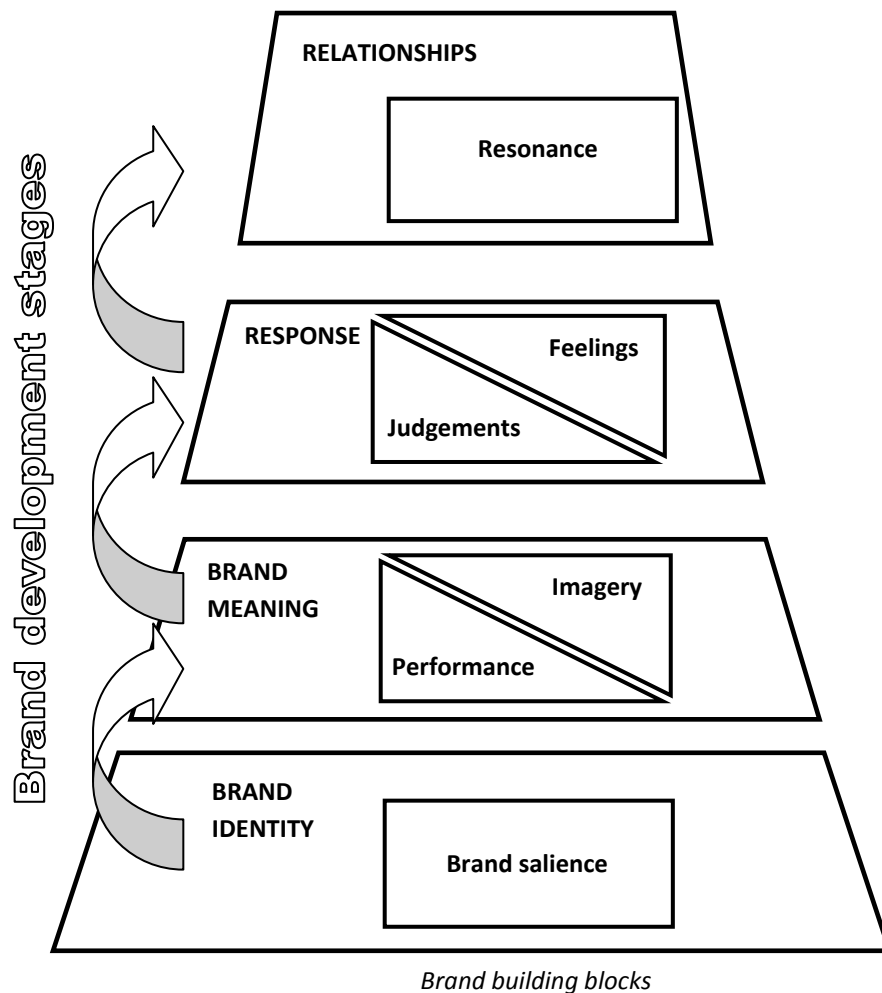 RELATIONSHIPS
Resonance
RESPONSE
Feelings
Judgements
BRAND
MEANING
Imagery
Performance
BRAND
IDENTITY
Brand salience
Brand building blocks
Brand development stages